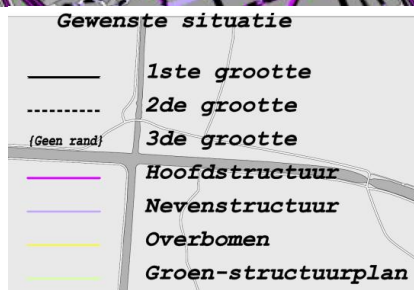 Gewenste situatie
1ste grootte
2de grootte
{Geen rand} 3de grootte
Hoofdstructuur
Nevenstructuur
Overbomen
Groen-structuurplan